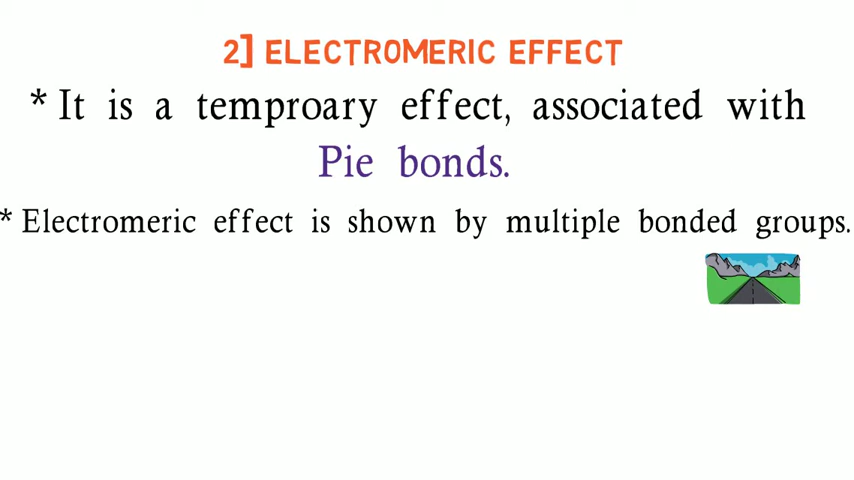 2] ELECTROMERIC EFFECT
* It is a temproary effect, associated with
Pie bonds.
* Electromeric effect is shown by multiple bonded groups.